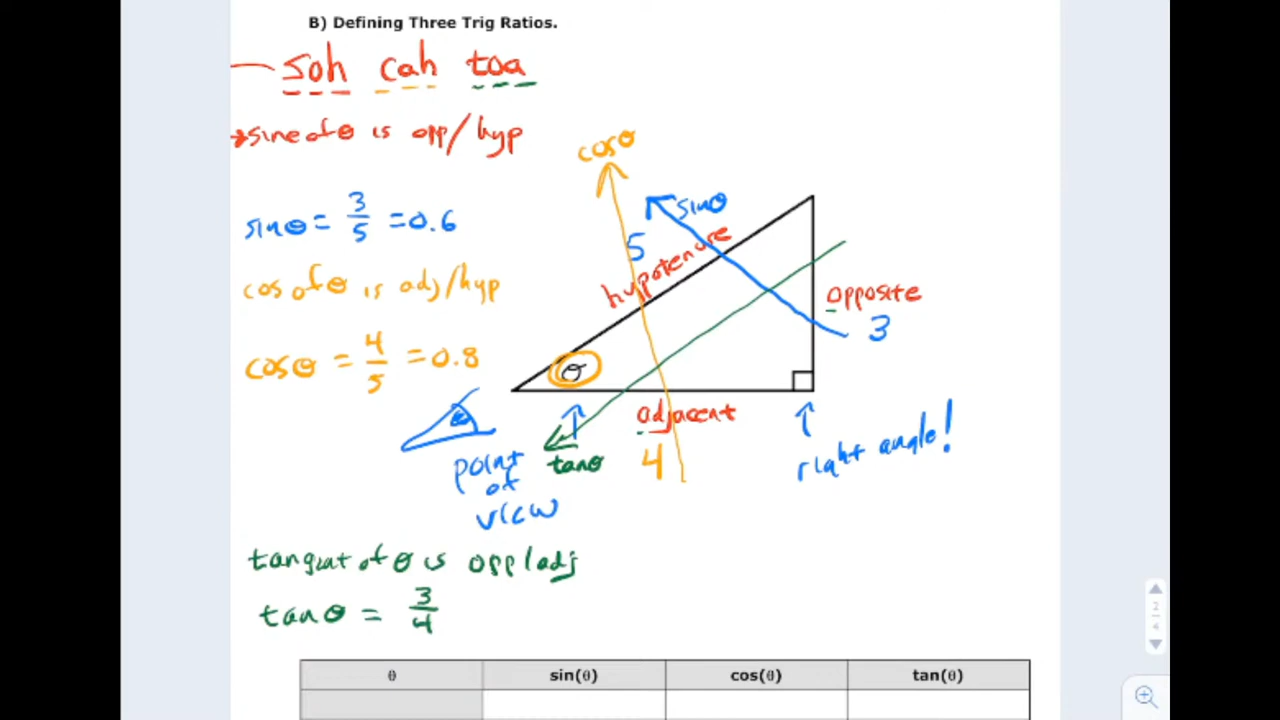 B) Defining Three Trig Ratios.
soh cah toa
sine of θ is opp/hyp
cosθ
sinθ
sinθ = 3/5 = 0.6
5
hypotenuse
cos of θ is adj/hyp
opposite
3
cosθ = 4/5 = 0.8
θ
adjacent
right angle!
point of view
tanθ
4
tangent of θ is opp/adj
tanθ = 3/4
θ sin(θ) cos(θ) tan(θ)
2
4